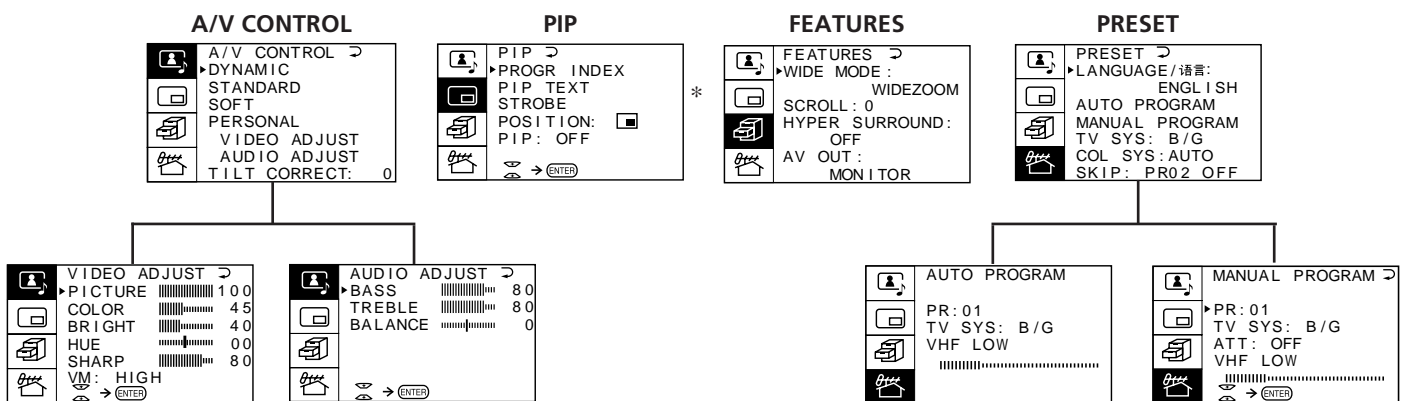 A/V CONTROL
A/V CONTROL
DYNAMIC
STANDARD
SOFT
PERSONAL
VIDEO ADJUST
AUDIO ADJUST
TILT CORRECT: 0
PIP
PIP
PROGR INDEX
PIP TEXT
STROBE
POSITION:
PIP: OFF
→ ENTER
*
FEATURES
FEATURES
WIDE MODE:
WIDEZOOM
SCROLL: 0
HYPER SURROUND:
OFF
AV OUT:
MONITOR
PRESET
PRESET
LANGUAGE/语言:
ENGLISH
AUTO PROGRAM
MANUAL PROGRAM
TV SYS: B/G
COL SYS: AUTO
SKIP: PR02 OFF
VIDEO ADJUST
PICTURE 100
COLOR 45
BRIGHT 40
HUE 00
SHARP 80
VM: HIGH
→ ENTER
AUDIO ADJUST
BASS 80
TREBLE 80
BALANCE 0
→ ENTER
AUTO PROGRAM
PR:01
TV SYS: B/G
VHF LOW
MANUAL PROGRAM
PR:01
TV SYS: B/G
ATT: OFF
VHF LOW
→ ENTER